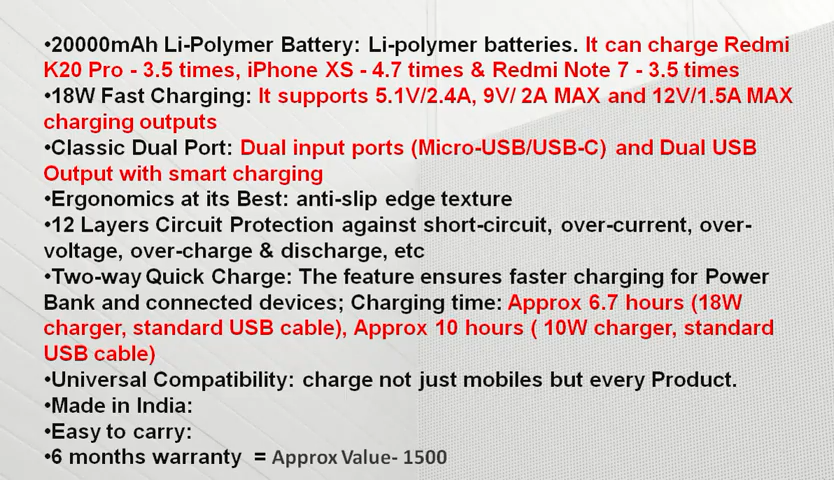 •20000mAh Li-Polymer Battery: Li-polymer batteries. It can charge Redmi
K20 Pro - 3.5 times, iPhone XS - 4.7 times & Redmi Note 7 - 3.5 times
•18W Fast Charging: It supports 5.1V/2.4A, 9V/ 2A MAX and 12V/1.5A MAX
charging outputs
•Classic Dual Port: Dual input ports (Micro-USB/USB-C) and Dual USB
Output with smart charging
•Ergonomics at its Best: anti-slip edge texture
•12 Layers Circuit Protection against short-circuit, over-current, over-
voltage, over-charge & discharge, etc
•Two-way Quick Charge: The feature ensures faster charging for Power
Bank and connected devices; Charging time: Approx 6.7 hours (18W
charger, standard USB cable), Approx 10 hours ( 10W charger, standard
USB cable)
•Universal Compatibility: charge not just mobiles but every Product.
•Made in India:
•Easy to carry:
•6 months warranty = Approx Value- 1500